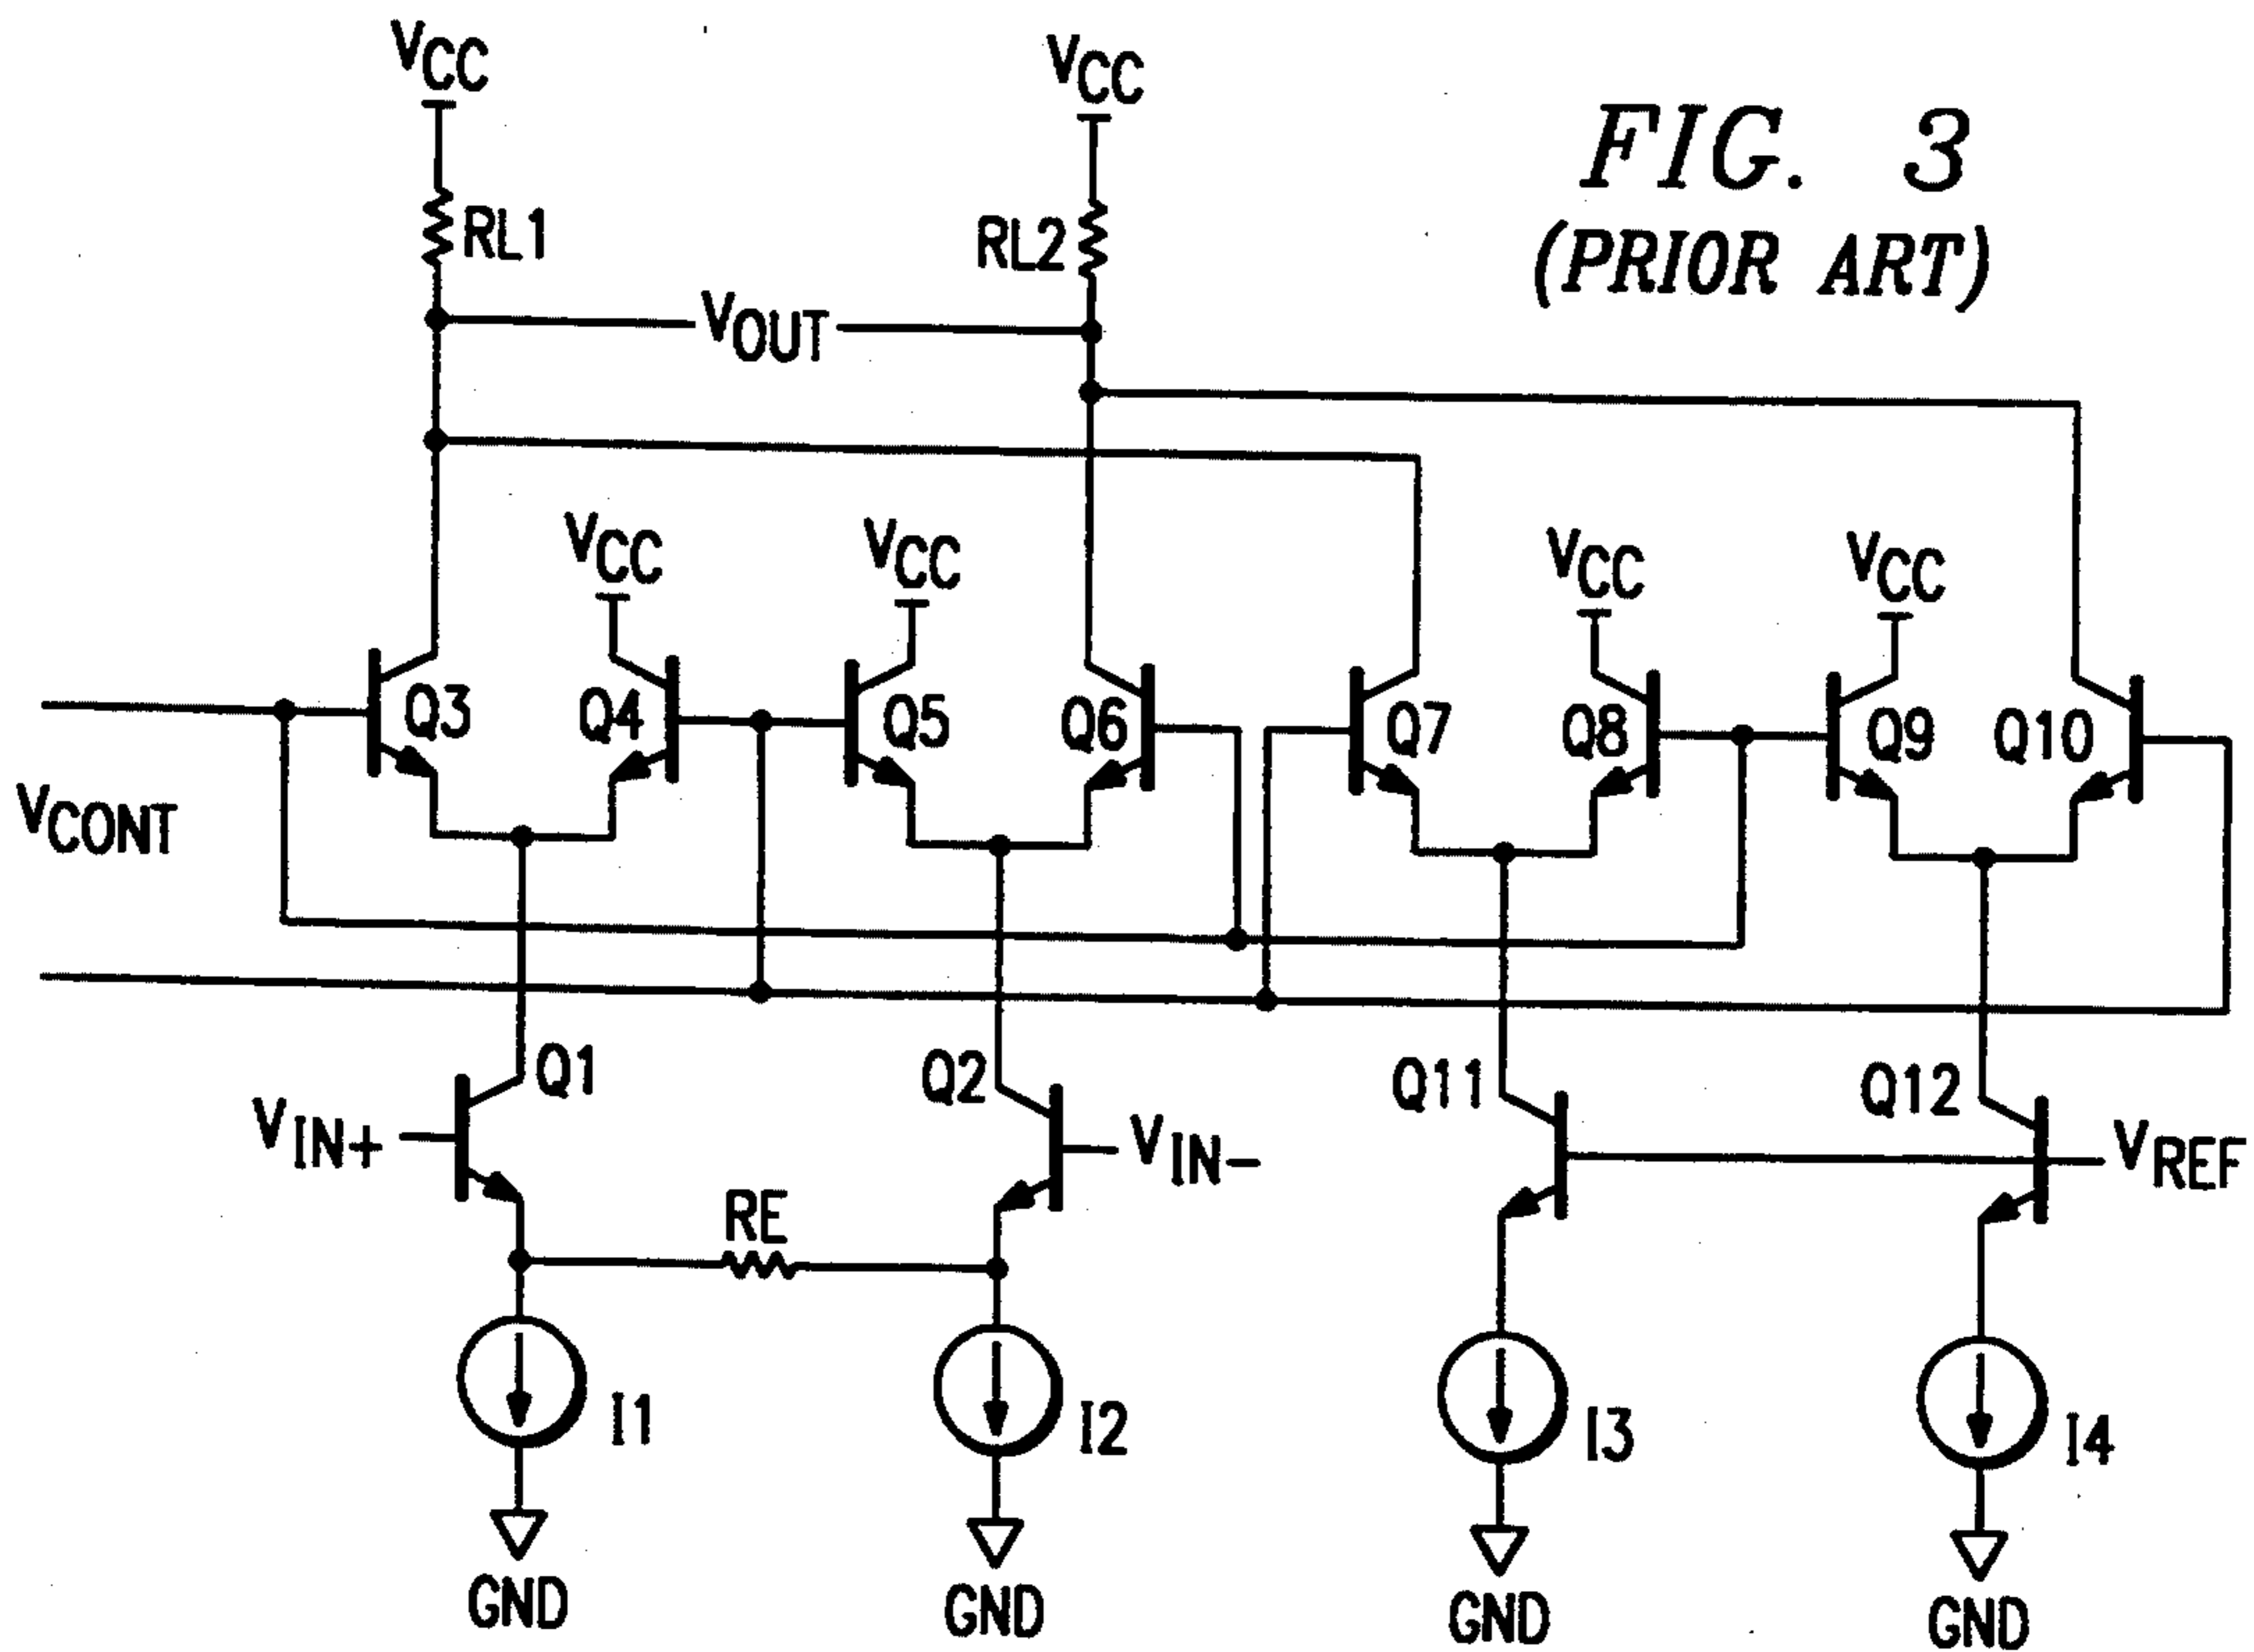 VCC
VCC
FIG. 3
(PRIOR ART)
RL1
RL2
VOUT
VCC
VCC
VCC
VCC
Q3
Q4
Q5
Q6
Q7
Q8
Q9
Q10
VCONT
Q1
Q2
Q11
Q12
VIN+
VIN-
VREF
RE
I1
I2
I3
I4
GND
GND
GND
GND